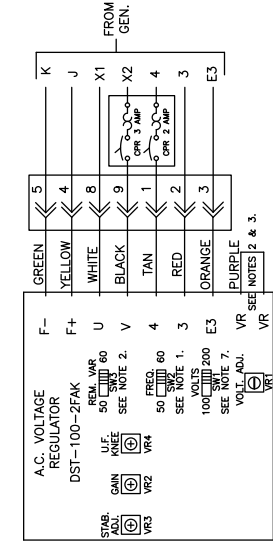 A.C. VOLTAGE
REGULATOR
DST-100-2FAK
STAB.
ADJ.
VR3
GAIN
VR2
U.F.
KNEE
VR4
REM. VAR
50 60
SW3
SEE NOTE 2.
FREQ.
50 60
SW2
SEE NOTE 1.
VOLTS
100 200
SW1
SEE NOTE 7.
VOLT. ADJ.
VR1
F- GREEN 5 K
F+ YELLOW 4 J
U WHITE 8 X1
V BLACK 9 X2
CPR 3 AMP
4 TAN 1 4
CPR 2 AMP
3 RED 2 3
E3 ORANGE 3 E3
VR PURPLE
SEE NOTES 2 & 3.
VR
FROM
GEN.